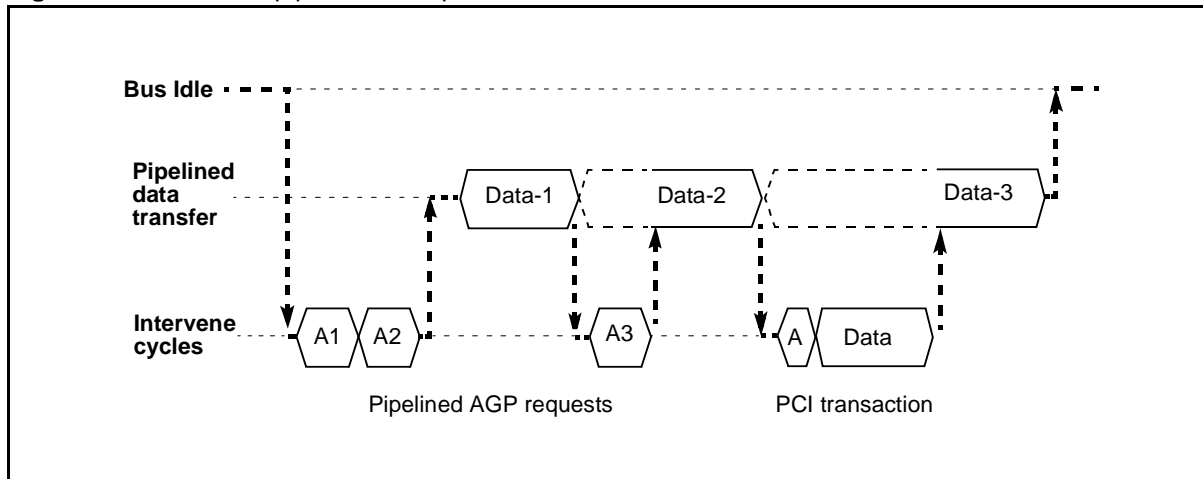 Bus Idle
Pipelined
data
transfer
Data-1
Data-2
Data-3
Intervene
cycles
A1
A2
A3
A
Data
Pipelined AGP requests
PCI transaction